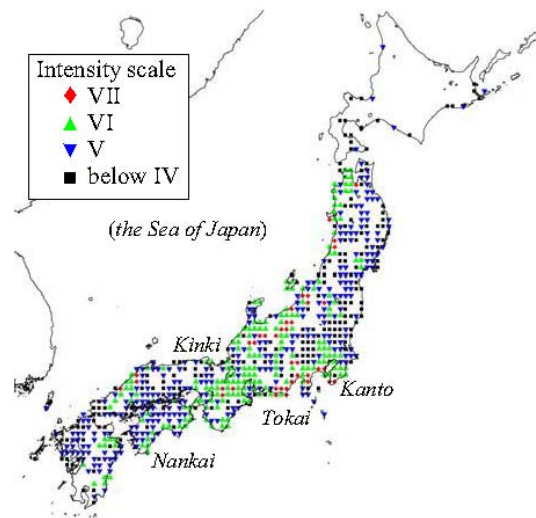 Intensity scale
VII
VI
V
below IV
(the Sea of Japan)
Kinki
Kanto
Tokai
Nankai